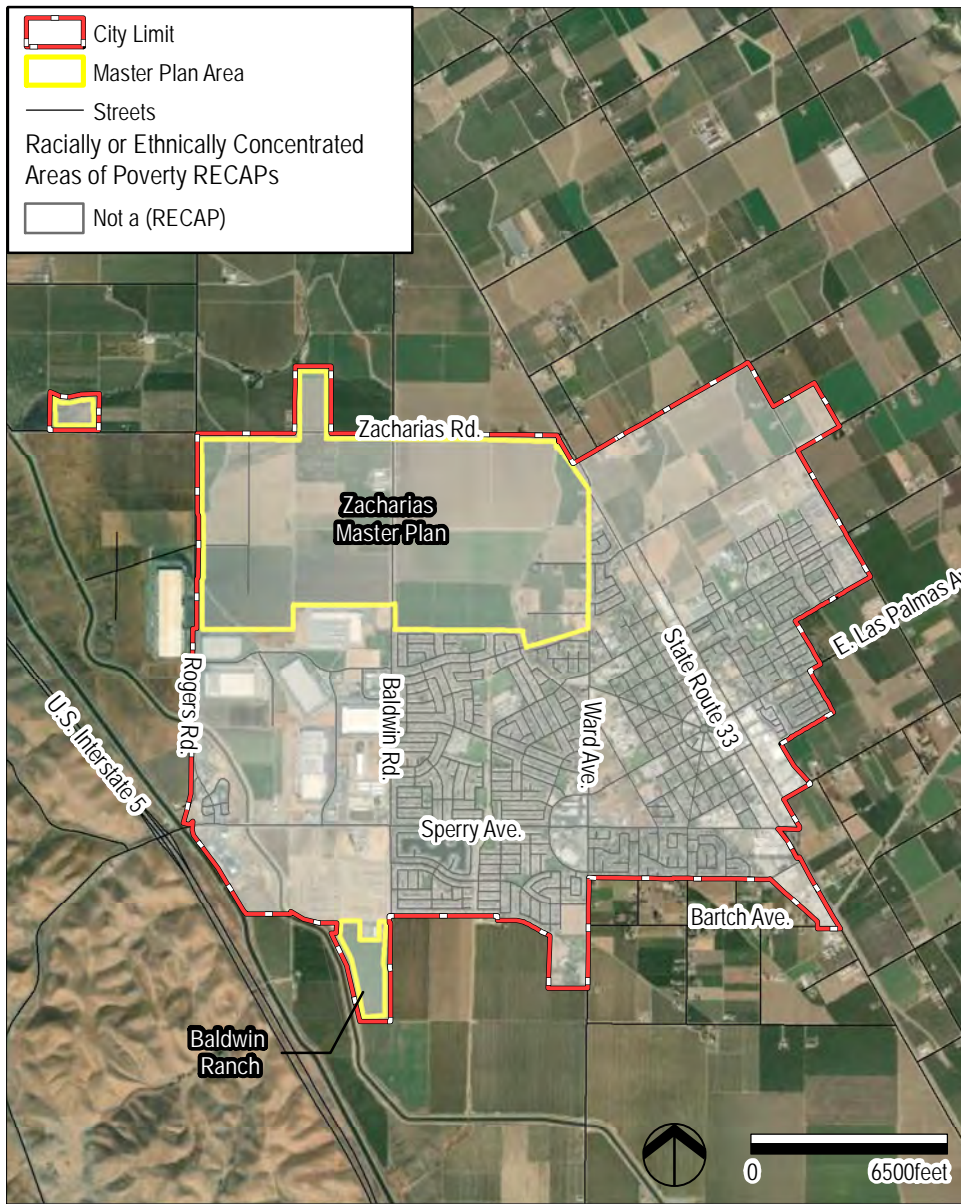 City Limit
Master Plan Area
Streets
Racially or Ethnically Concentrated
Areas of Poverty RECAPs
Not a (RECAP)
Zacharias Rd.
Zacharias
Master Plan
E. Las Palmas Av
State Route 33
Rogers Rd.
Baldwin Rd.
Ward Ave.
U.S. Interstate 5
Sperry Ave.
Bartch Ave.
Baldwin
Ranch
0 6500feet